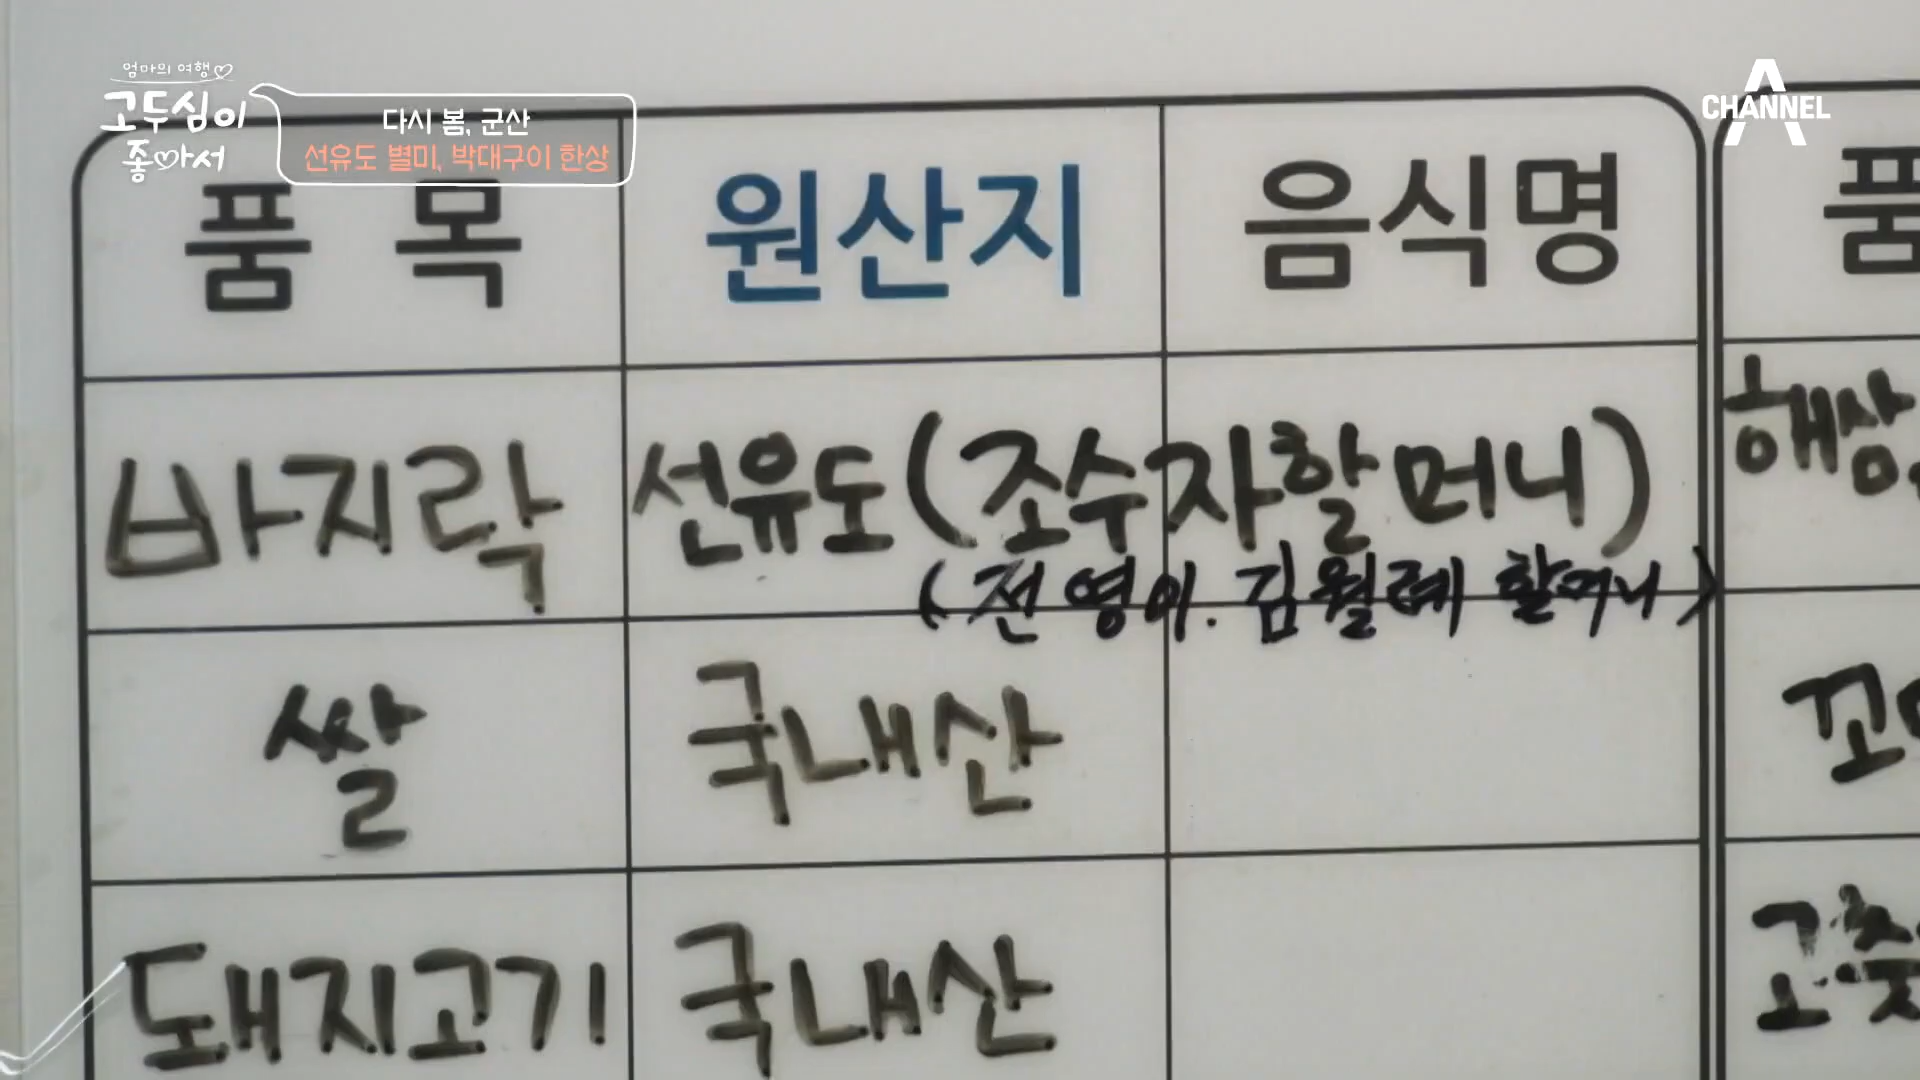 엄마의 여행
고두심이
좋아서
다시 봄, 군산
선유도 별미, 박대구이 한상
CHANNEL A
품 목 원산지 음식명 품
바지락 선유도 (조수자할머니) 해삼
(전영이. 김월례 할머니)
쌀 국내산
돼지고기 국내산